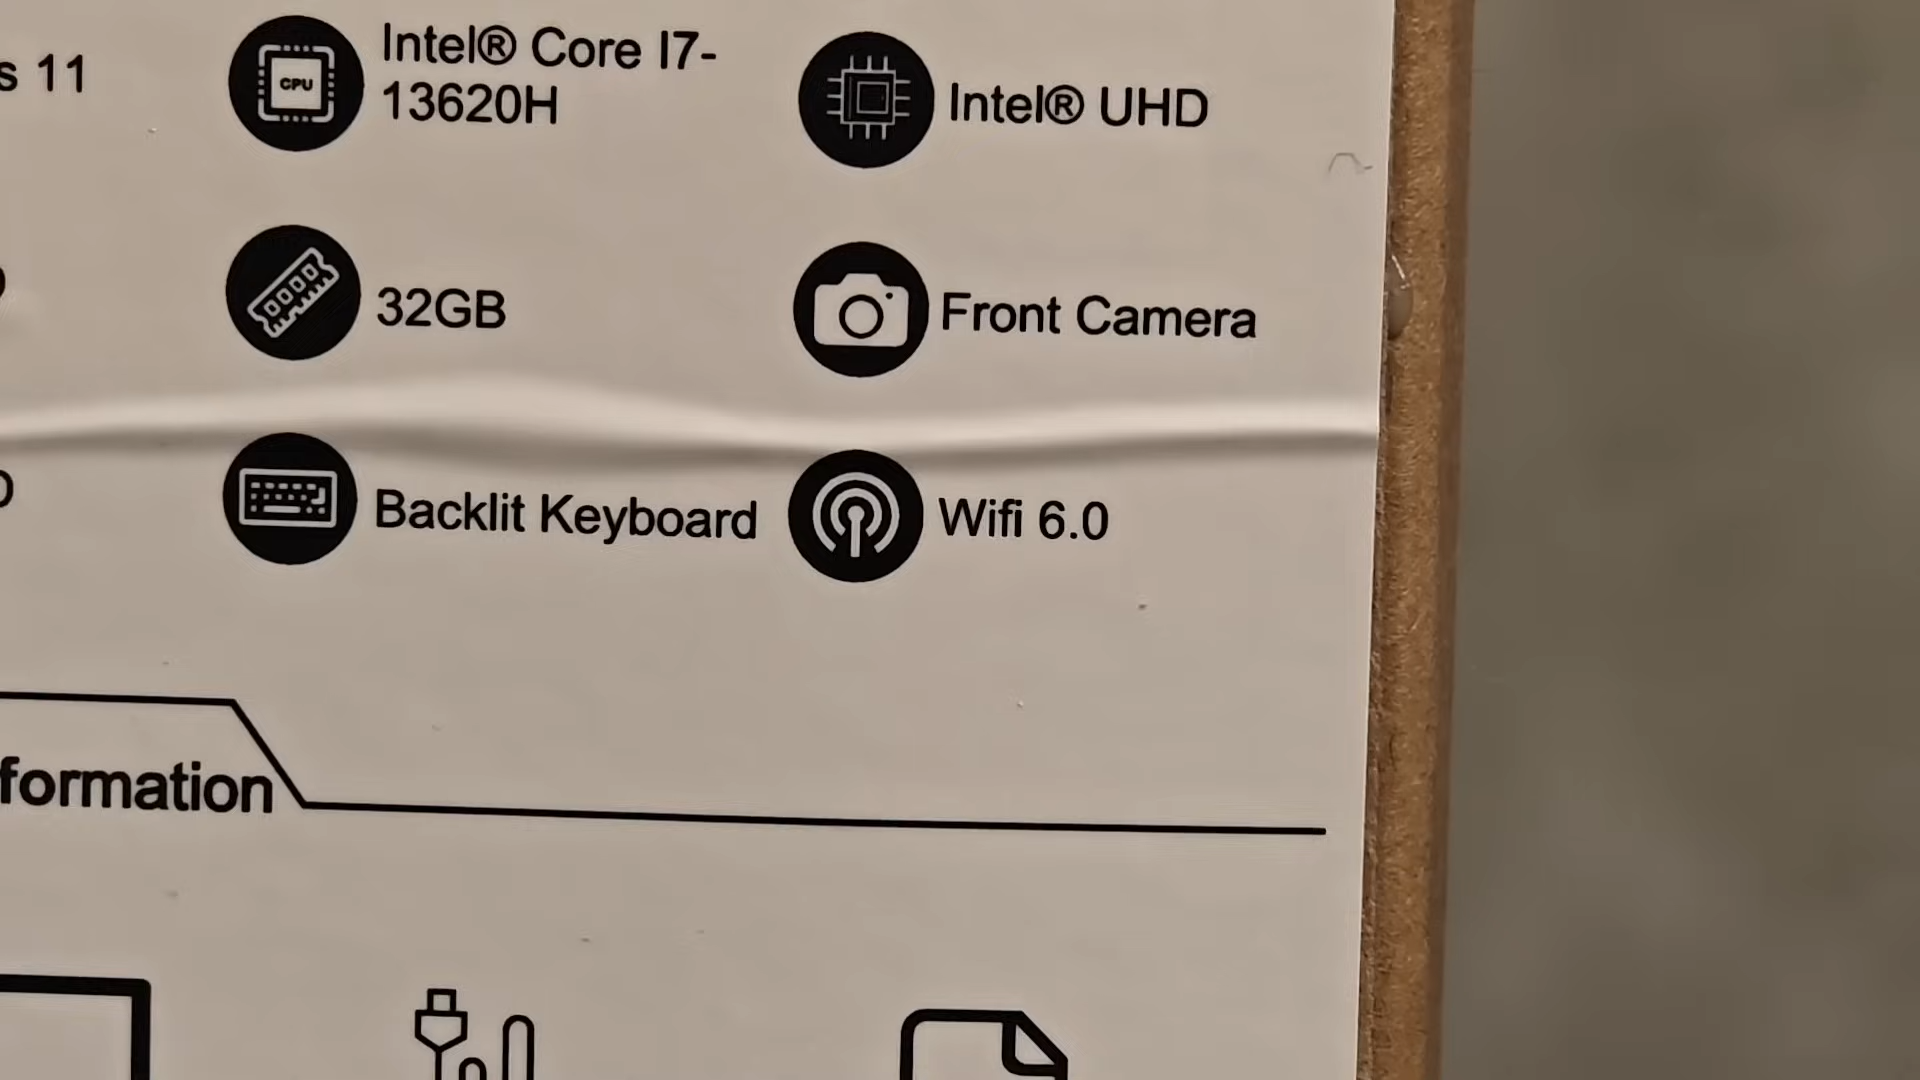 s 11
Intel® Core I7-
13620H
Intel® UHD
CPU
32GB
Front Camera
Backlit Keyboard
Wifi 6.0
formation